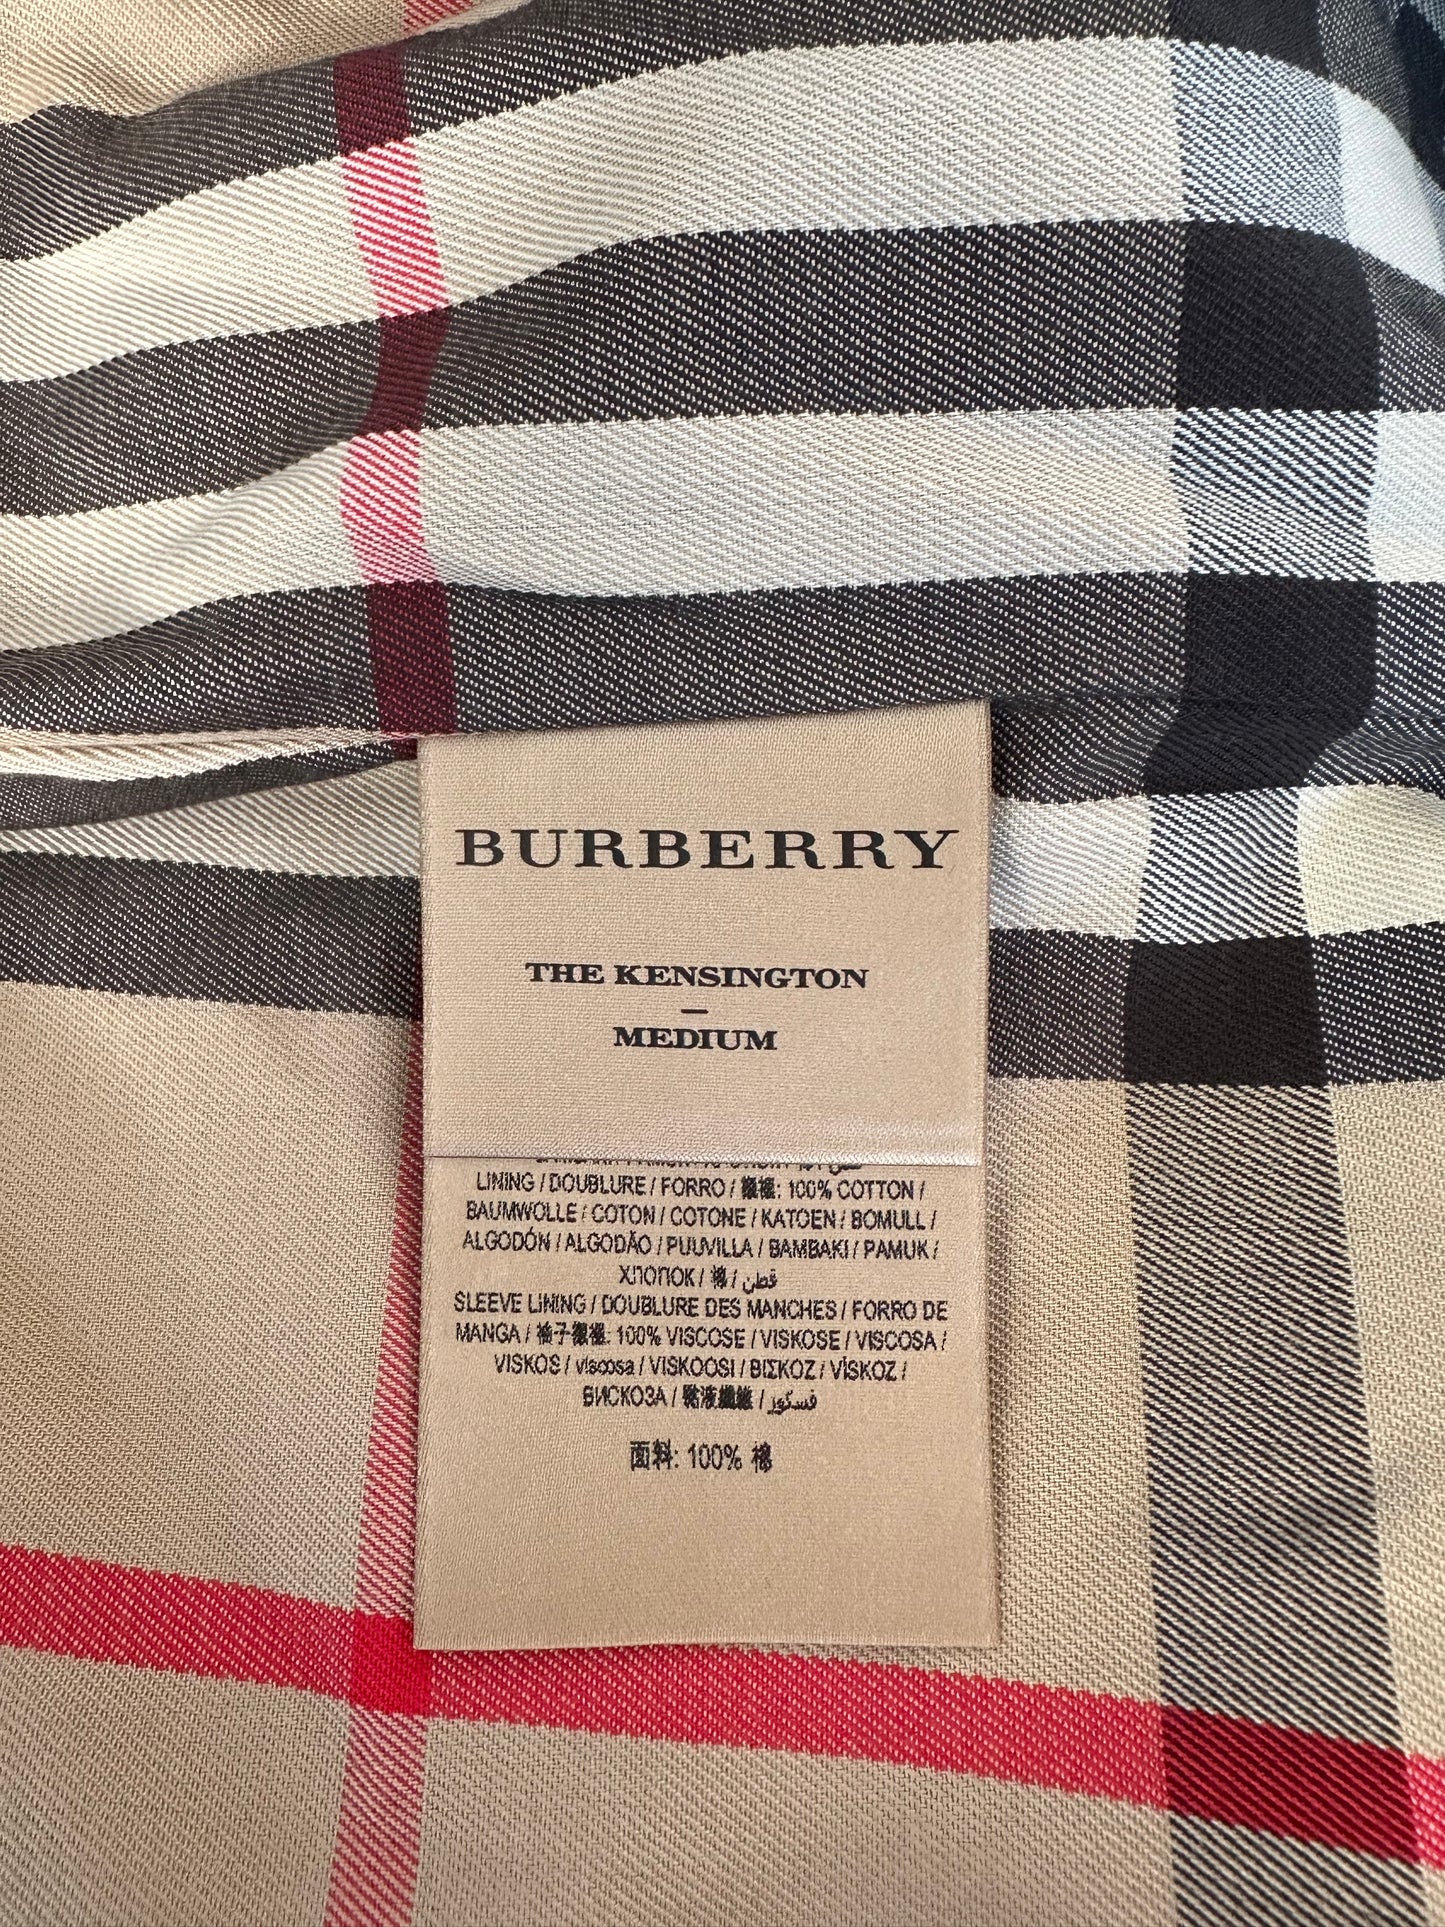 BURBERRY
THE KENSINGTON
–
MEDIUM
LINING / DOUBLURE / FORRO / 襯裡: 100% COTTON /
BAUMWOLLE / COTON / COTONE / KATOEN / BOMULL /
ALGODÓN / ALGODÃO / PUUVILLA / BAMBAKI / PAMUK /
ХЛОПОК / 棉 / قطن
SLEEVE LINING / DOUBLURE DES MANCHES / FORRO DE
MANGA / 袖子襯裡: 100% VISCOSE / VISKOSE / VISCOSA /
VISKOS / viscosa / VISKOOSI / ΒΙΣΚΟΖ / VİSKOZ /
ВИСКОЗА / 黏液纖維 / فسكوز
面料: 100% 棉